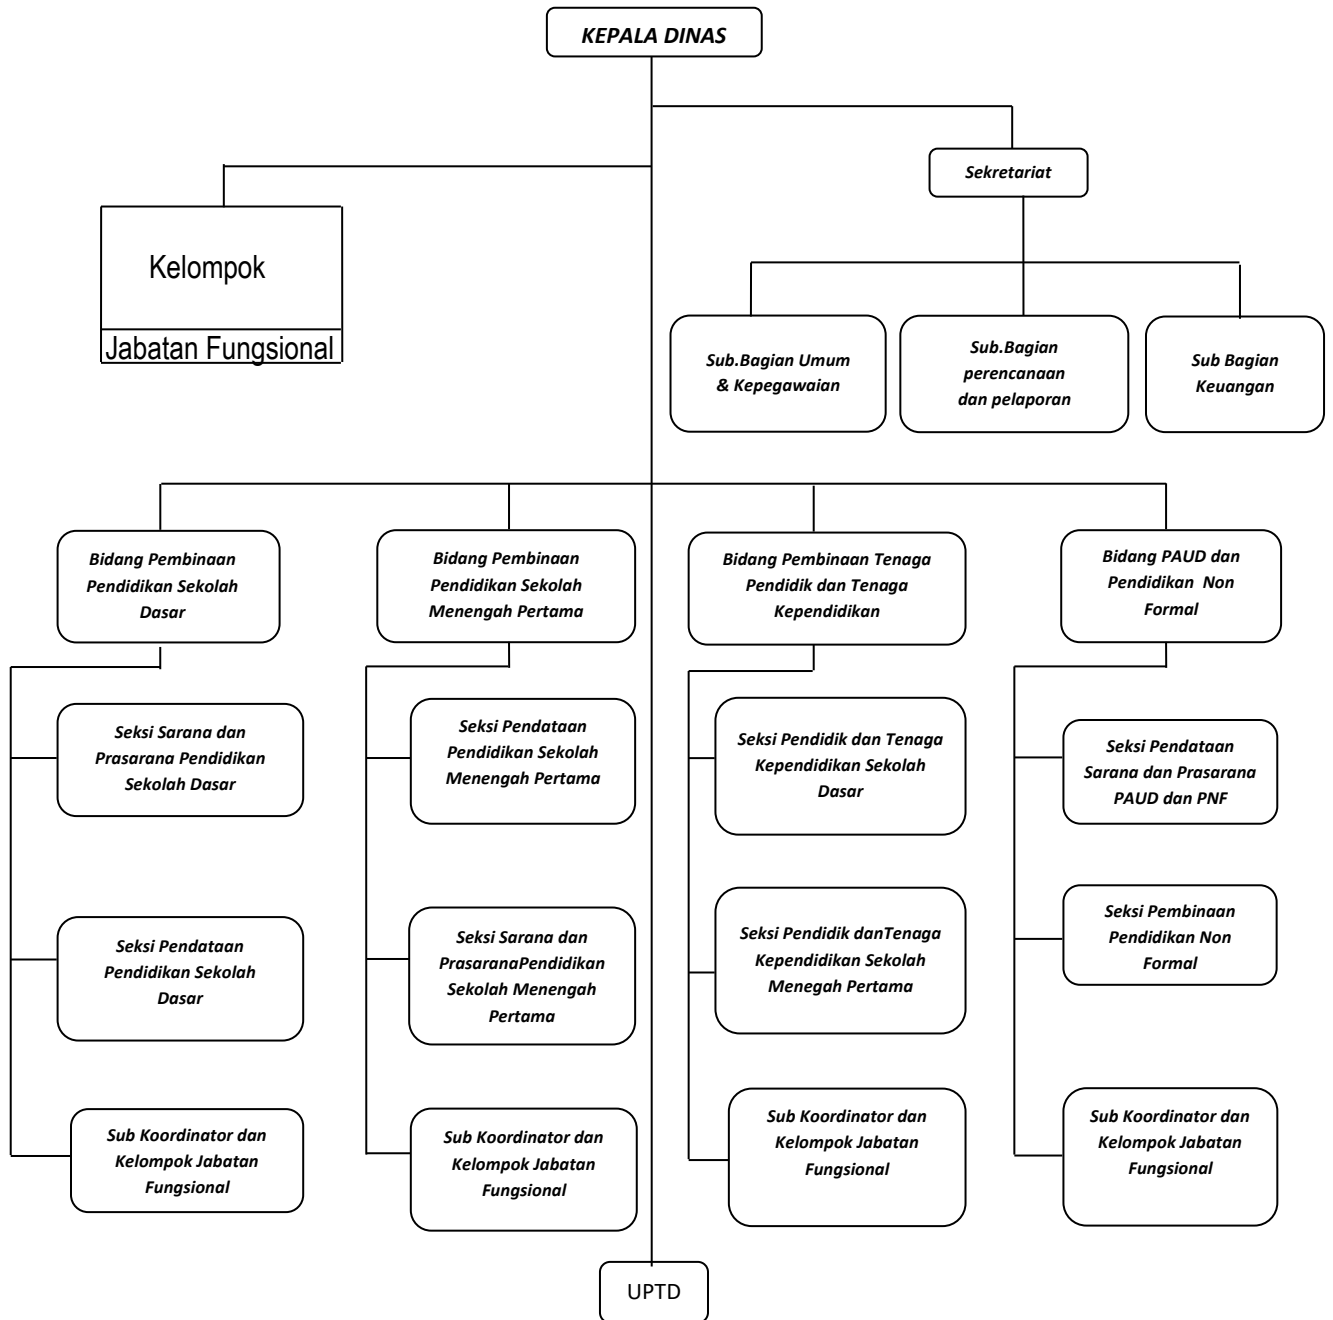 KEPALA DINAS
Sekretariat
Kelompok
Jabatan Fungsional
Sub.Bagian Umum
& Kepegawaian
Sub.Bagian
perencanaan
dan pelaporan
Sub Bagian
Keuangan
Bidang Pembinaan
Pendidikan Sekolah
Dasar
Bidang Pembinaan
Pendidikan Sekolah
Menengah Pertama
Bidang Pembinaan Tenaga
Pendidik dan Tenaga
Kependidikan
Bidang PAUD dan
Pendidikan Non
Formal
Seksi Sarana dan
Prasarana Pendidikan
Sekolah Dasar
Seksi Pendataan
Pendidikan Sekolah
Menengah Pertama
Seksi Pendidik dan Tenaga
Kependidikan Sekolah
Dasar
Seksi Pendataan
Sarana dan Prasarana
PAUD dan PNF
Seksi Pendataan
Pendidikan Sekolah
Dasar
Seksi Sarana dan
PrasaranaPendidikan
Sekolah Menengah
Pertama
Seksi Pendidik danTenaga
Kependidikan Sekolah
Menegah Pertama
Seksi Pembinaan
Pendidikan Non
Formal
Sub Koordinator dan
Kelompok Jabatan
Fungsional
Sub Koordinator dan
Kelompok Jabatan
Fungsional
Sub Koordinator dan
Kelompok Jabatan
Fungsional
Sub Koordinator dan
Kelompok Jabatan
Fungsional
UPTD